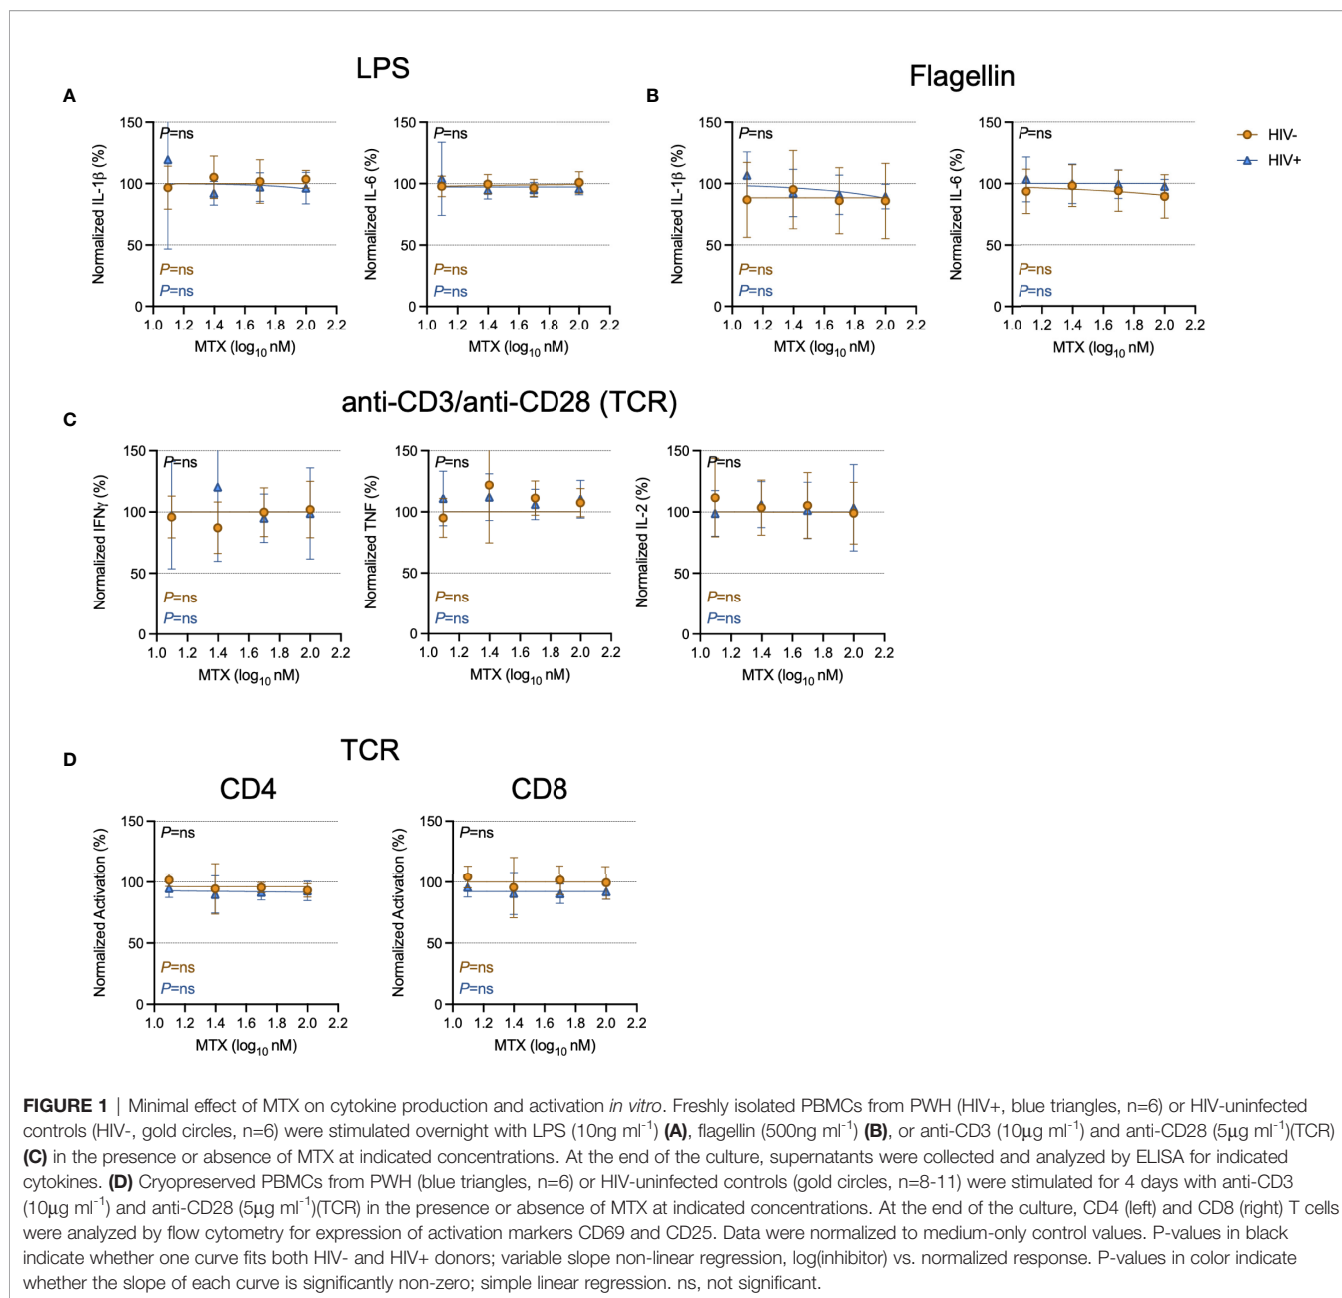 LPS
Flagellin
A
B
150
100
50
0
Normalized IL-1β (%)
P=ns
P=ns
P=ns
1.0 1.2 1.4 1.6 1.8 2.0 2.2
MTX (log10 nM)
150
100
50
0
Normalized IL-6 (%)
P=ns
P=ns
P=ns
1.0 1.2 1.4 1.6 1.8 2.0 2.2
MTX (log10 nM)
150
100
50
0
Normalized IL-1β (%)
P=ns
P=ns
P=ns
1.0 1.2 1.4 1.6 1.8 2.0 2.2
MTX (log10 nM)
150
100
50
0
Normalized IL-6 (%)
P=ns
P=ns
P=ns
1.0 1.2 1.4 1.6 1.8 2.0 2.2
MTX (log10 nM)
HIV-
HIV+
anti-CD3/anti-CD28 (TCR)
C
150
100
50
0
Normalized IFNγ (%)
P=ns
P=ns
P=ns
1.0 1.2 1.4 1.6 1.8 2.0 2.2
MTX (log10 nM)
150
100
50
0
Normalized TNF (%)
P=ns
P=ns
P=ns
1.0 1.2 1.4 1.6 1.8 2.0 2.2
MTX (log10 nM)
150
100
50
0
Normalized IL-2 (%)
P=ns
P=ns
P=ns
1.0 1.2 1.4 1.6 1.8 2.0 2.2
MTX (log10 nM)
D
TCR
CD4
CD8
150
100
50
0
Normalized Activation (%)
P=ns
P=ns
P=ns
1.0 1.2 1.4 1.6 1.8 2.0 2.2
MTX (log10 nM)
150
100
50
0
Normalized Activation (%)
P=ns
P=ns
P=ns
1.0 1.2 1.4 1.6 1.8 2.0 2.2
MTX (log10 nM)
FIGURE 1 | Minimal effect of MTX on cytokine production and activation in vitro. Freshly isolated PBMCs from PWH (HIV+, blue triangles, n=6) or HIV-uninfected
controls (HIV-, gold circles, n=6) were stimulated overnight with LPS (10ng ml-1) (A), flagellin (500ng ml-1) (B), or anti-CD3 (10µg ml-1) and anti-CD28 (5µg ml-1)(TCR)
(C) in the presence or absence of MTX at indicated concentrations. At the end of the culture, supernatants were collected and analyzed by ELISA for indicated
cytokines. (D) Cryopreserved PBMCs from PWH (blue triangles, n=6) or HIV-uninfected controls (gold circles, n=8-11) were stimulated for 4 days with anti-CD3
(10µg ml-1) and anti-CD28 (5µg ml-1)(TCR) in the presence or absence of MTX at indicated concentrations. At the end of the culture, CD4 (left) and CD8 (right) T cells
were analyzed by flow cytometry for expression of activation markers CD69 and CD25. Data were normalized to medium-only control values. P-values in black
indicate whether one curve fits both HIV- and HIV+ donors; variable slope non-linear regression, log(inhibitor) vs. normalized response. P-values in color indicate
whether the slope of each curve is significantly non-zero; simple linear regression. ns, not significant.